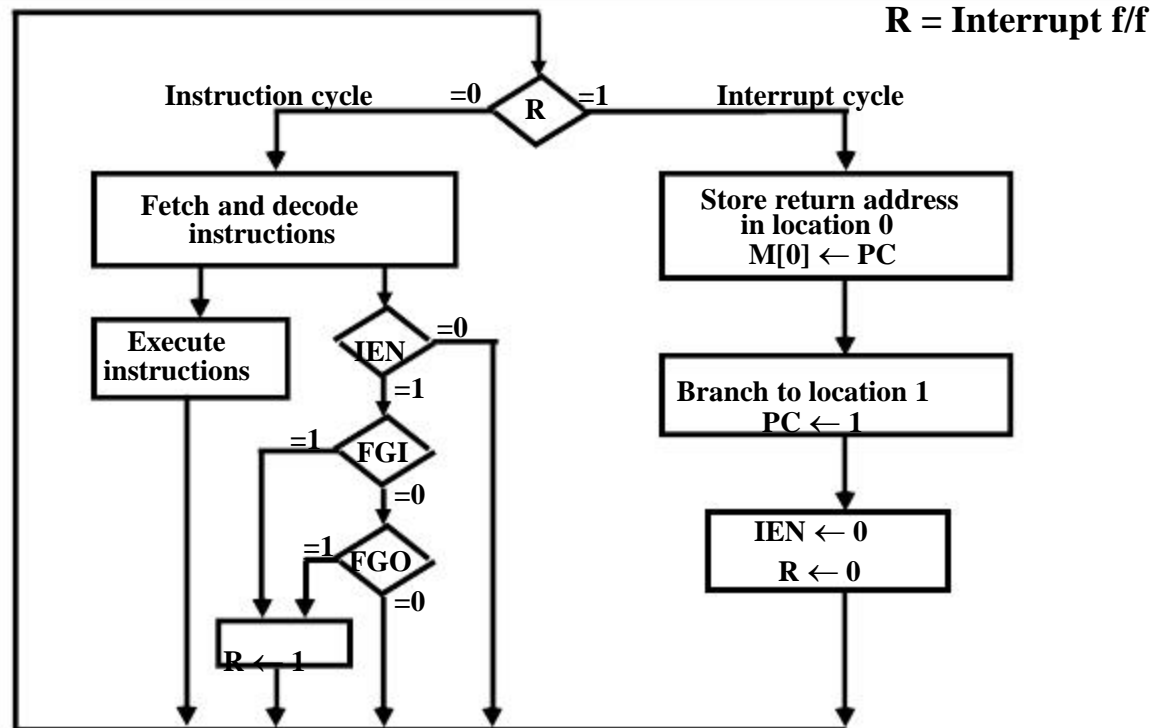 R = Interrupt f/f
Instruction cycle
=0
R
=1
Interrupt cycle
Fetch and decode
instructions
Store return address
in location 0
M[0] ← PC
Execute
instructions
IEN
=0
=1
Branch to location 1
PC ← 1
=1
FGI
=0
=1
FGO
=0
IEN ← 0
R ← 0
R ← 1